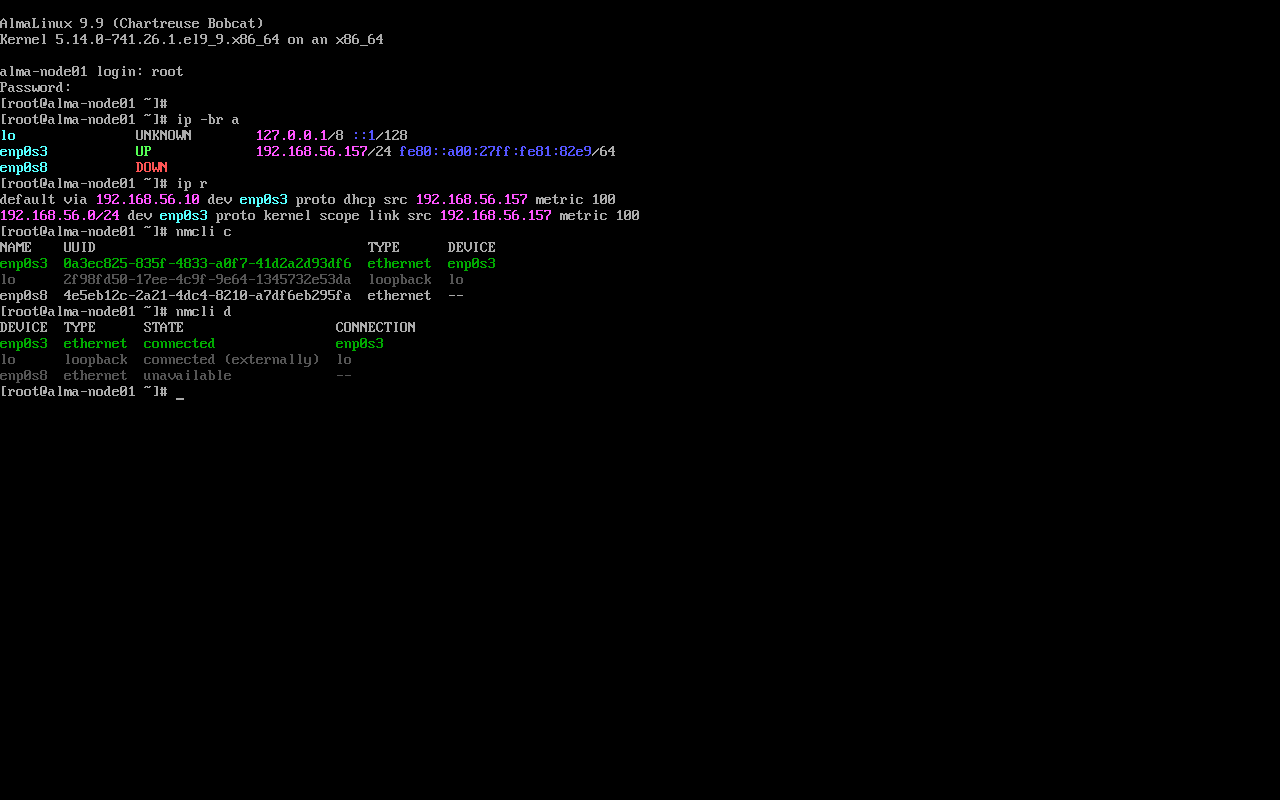 AlmaLinux 9.9 (Chartreuse Bobcat)
Kernel 5.14.0-741.26.1.el9_9.x86_64 on an x86_64

alma-node01 login: root
Password:
[root@alma-node01 ~]#
[root@alma-node01 ~]# ip -br a
lo               UNKNOWN        127.0.0.1/8 ::1/128
enp0s3           UP             192.168.56.157/24 fe80::a00:27ff:fe81:82e9/64
enp0s8           DOWN
[root@alma-node01 ~]# ip r
default via 192.168.56.10 dev enp0s3 proto dhcp src 192.168.56.157 metric 100
192.168.56.0/24 dev enp0s3 proto kernel scope link src 192.168.56.157 metric 100
[root@alma-node01 ~]# nmcli c
NAME    UUID                                  TYPE      DEVICE
enp0s3  0a3ec825-835f-4833-a0f7-41d2a2d93df6  ethernet  enp0s3
lo      2f98fd50-17ee-4c9f-9e64-1345732e53da  loopback  lo
enp0s8  4e5eb12c-2a21-4dc4-8210-a7df6eb295fa  ethernet  --
[root@alma-node01 ~]# nmcli d
DEVICE  TYPE      STATE                   CONNECTION
enp0s3  ethernet  connected               enp0s3
lo      loopback  connected (externally)  lo
enp0s8  ethernet  unavailable             --
[root@alma-node01 ~]# _